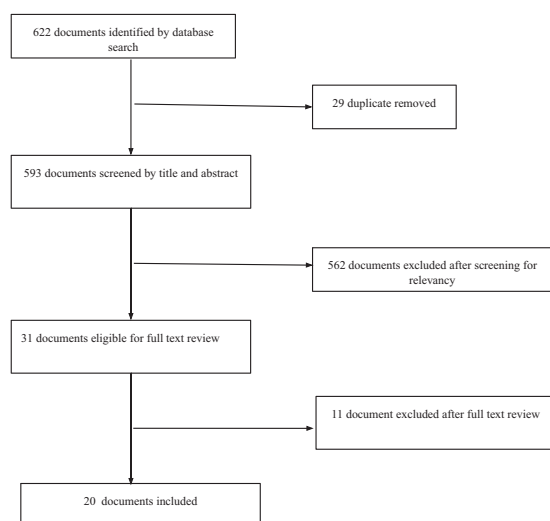 622 documents identified by database
search
29 duplicate removed
593 documents screened by title and abstract
562 documents excluded after screening for
relevancy
31 documents eligible for full text review
11 document excluded after full text review
20 documents included